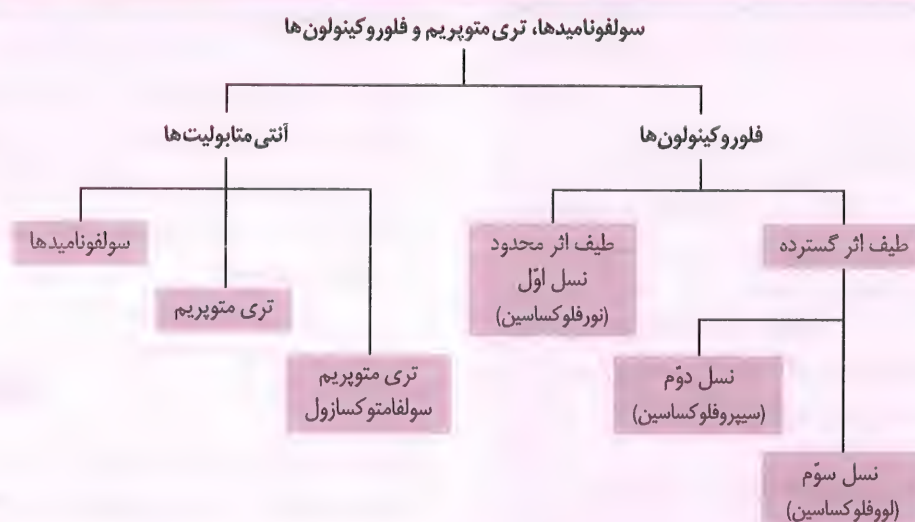 سولفونامیدها، تری‌متوپریم و فلوروکینولون‌ها
فلوروکینولون‌ها
آنتی‌متابولیت‌ها
طیف اثر گسترده
طیف اثر محدود
نسل اوّل
(نورفلوکساسین)
سولفونامیدها
تری متوپریم
نسل دوّم
(سیپروفلوکساسین)
تری متوپریم
سولفامتوکسازول
نسل سوّم
(لووفلوکساسین)